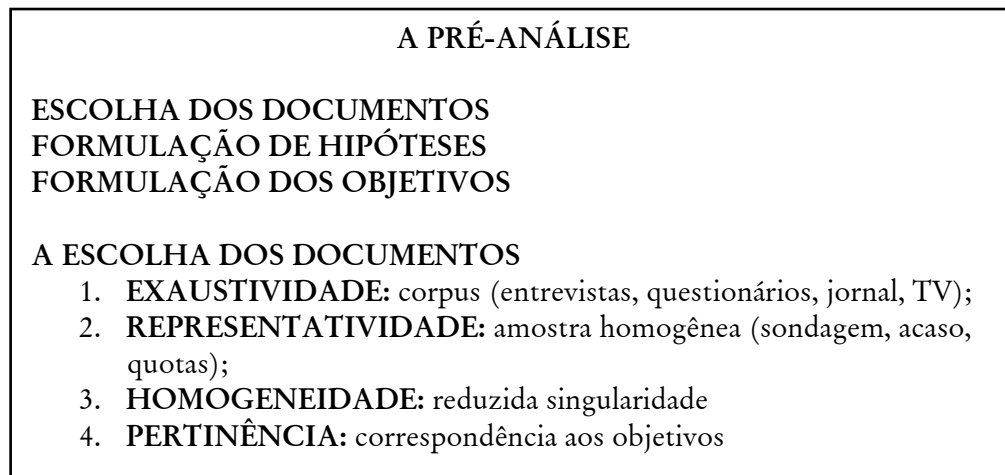 A PRÉ-ANÁLISE
ESCOLHA DOS DOCUMENTOS
FORMULAÇÃO DE HIPÓTESES
FORMULAÇÃO DOS OBJETIVOS
A ESCOLHA DOS DOCUMENTOS
1. EXAUSTIVIDADE: corpus (entrevistas, questionários, jornal, TV);
2. REPRESENTATIVIDADE: amostra homogênea (sondagem, acaso,
quotas);
3. HOMOGENEIDADE: reduzida singularidade
4. PERTINÊNCIA: correspondência aos objetivos